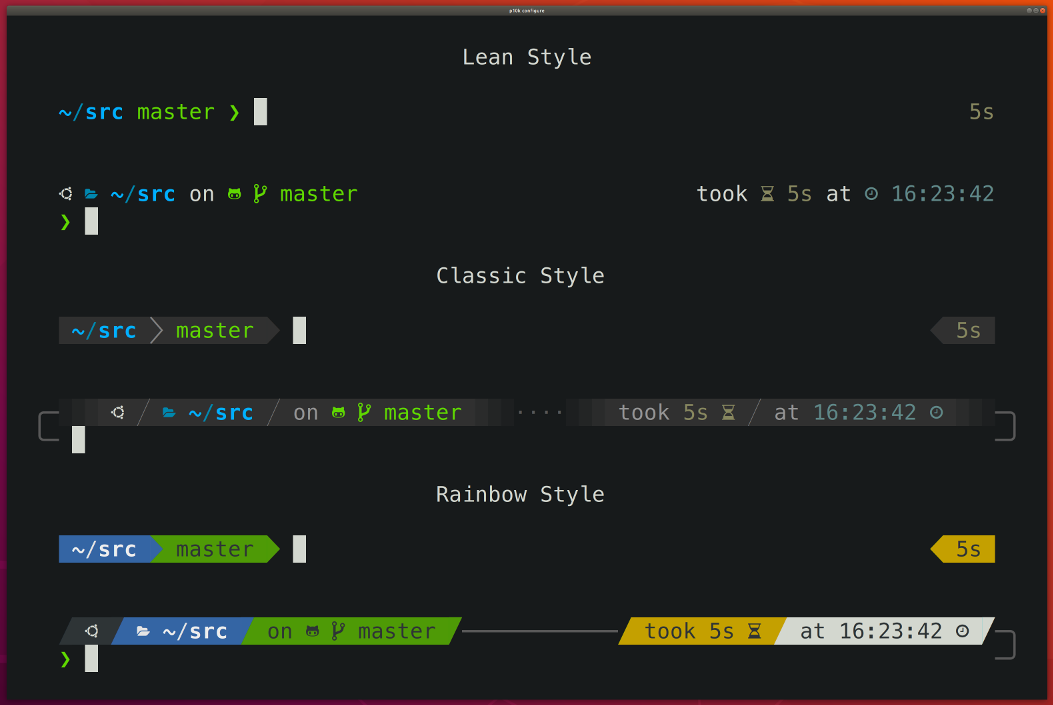 p10k configure
Lean Style
~/src master ❯ 5s
~/src on master took 5s at 16:23:42
❯
Classic Style
~/src master 5s
~/src on master took 5s at 16:23:42
Rainbow Style
~/src master 5s
~/src on master took 5s at 16:23:42
❯